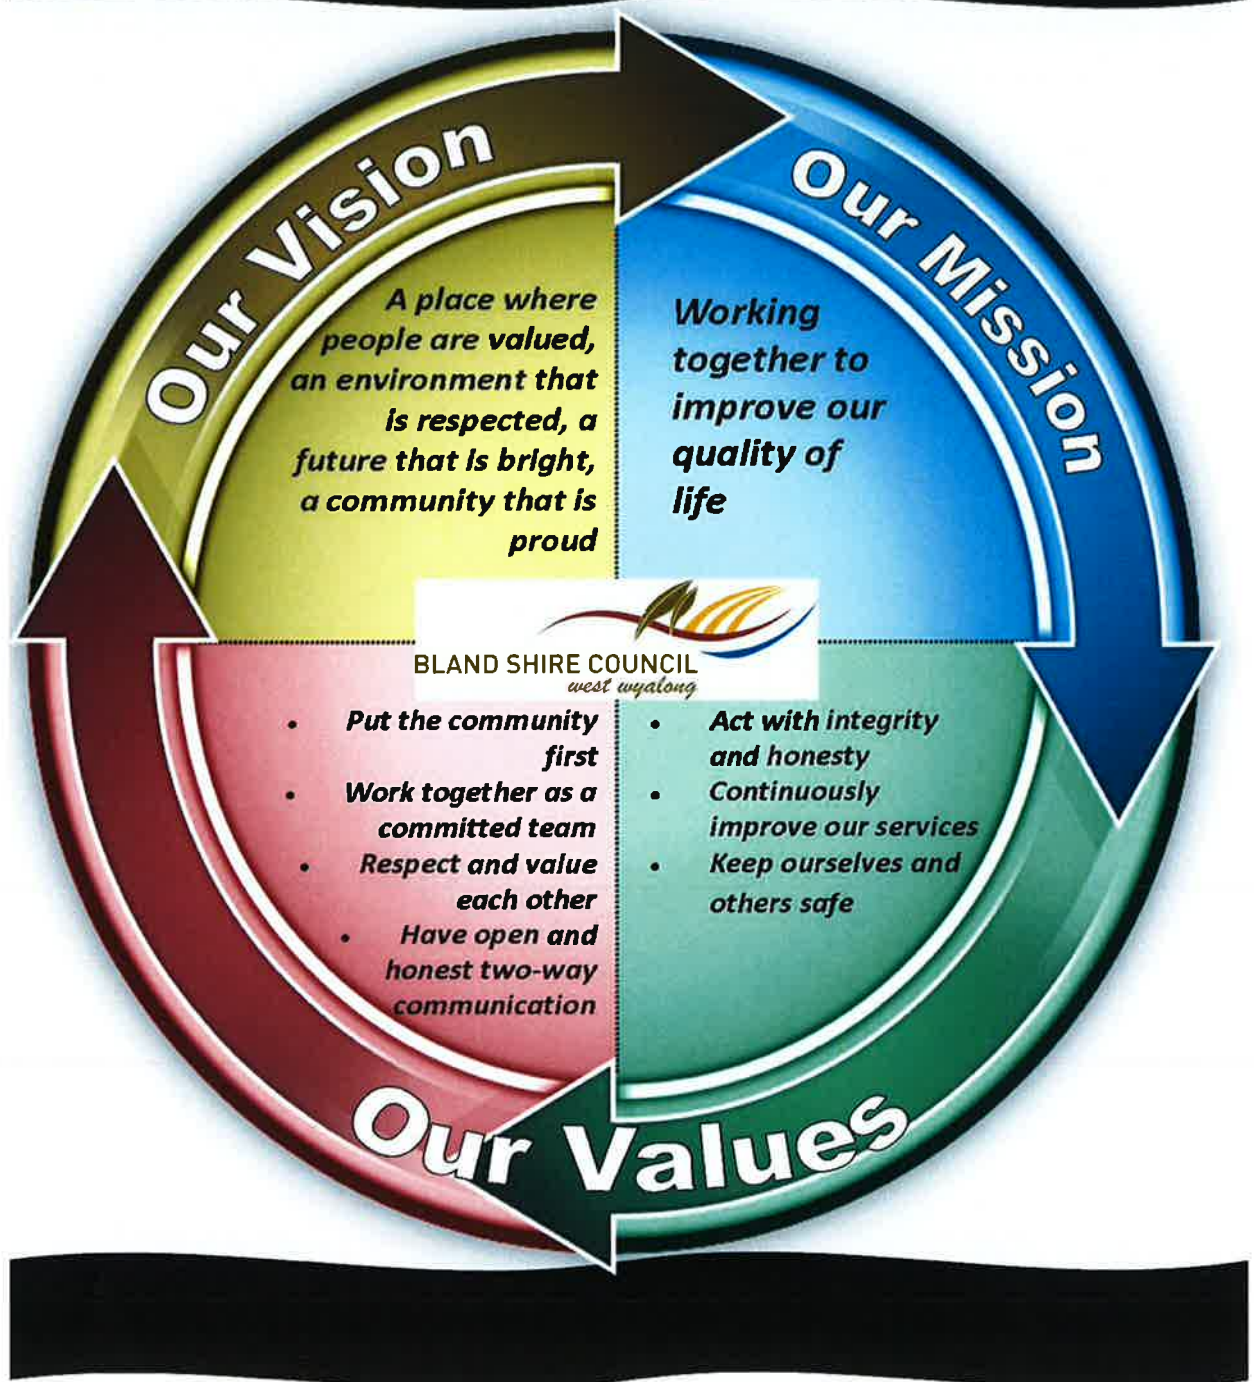 Our Vision
A place where
people are valued,
an environment that
is respected, a
future that is bright,
a community that is
proud
Our Mission
Working
together to
improve our
quality of
life
BLAND SHIRE COUNCIL
west wyalong
• Put the community
first
• Work together as a
committed team
• Respect and value
each other
• Have open and
honest two-way
communication
• Act with integrity
and honesty
• Continuously
improve our services
• Keep ourselves and
others safe
Our Values